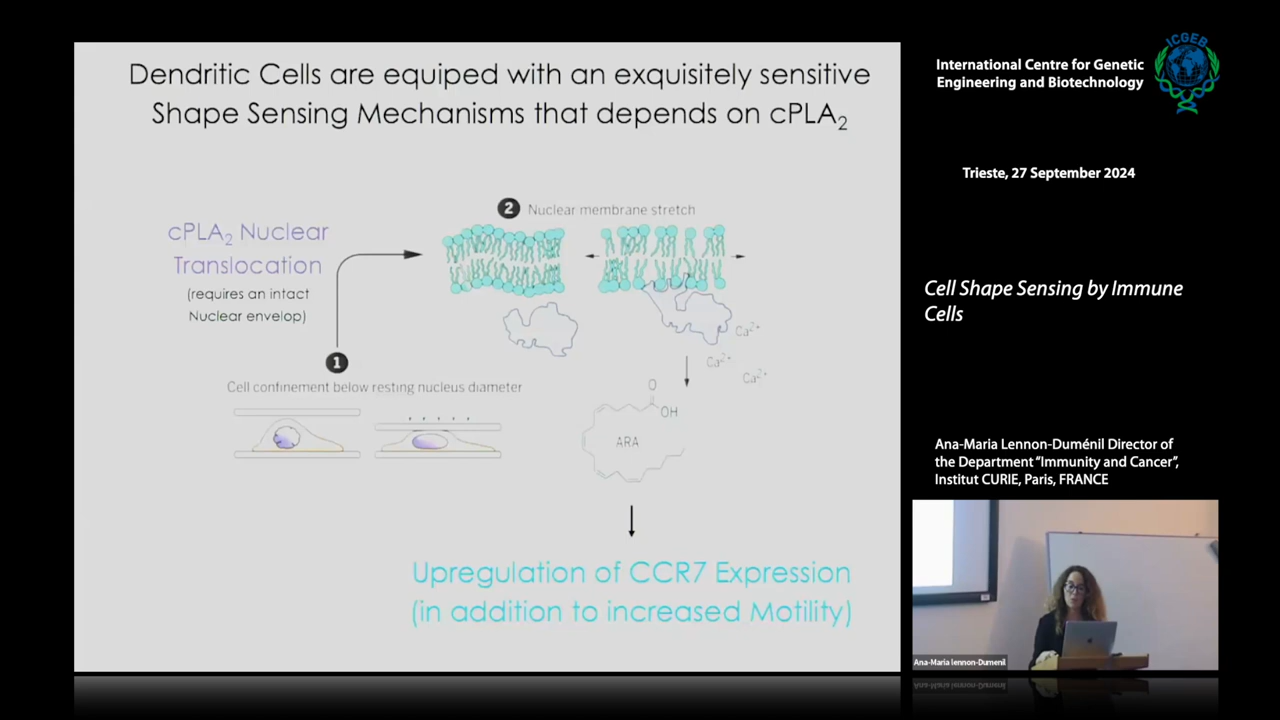 Dendritic Cells are equiped with an exquisitely sensitive
Shape Sensing Mechanisms that depends on cPLA2
2 Nuclear membrane stretch
cPLA2 Nuclear
Translocation
(requires an intact
Nuclear envelop)
Ca2+
Ca2+
Ca2+
1
Cell confinement below resting nucleus diameter
O
OH
ARA
Upregulation of CCR7 Expression
(in addition to increased Motility)
International Centre for Genetic
Engineering and Biotechnology
ICGEB
Trieste, 27 September 2024
Cell Shape Sensing by Immune
Cells
Ana-Maria Lennon-Duménil Director of
the Department “Immunity and Cancer”,
Institut CURIE, Paris, FRANCE
Ana-Maria lennon-Dumenil